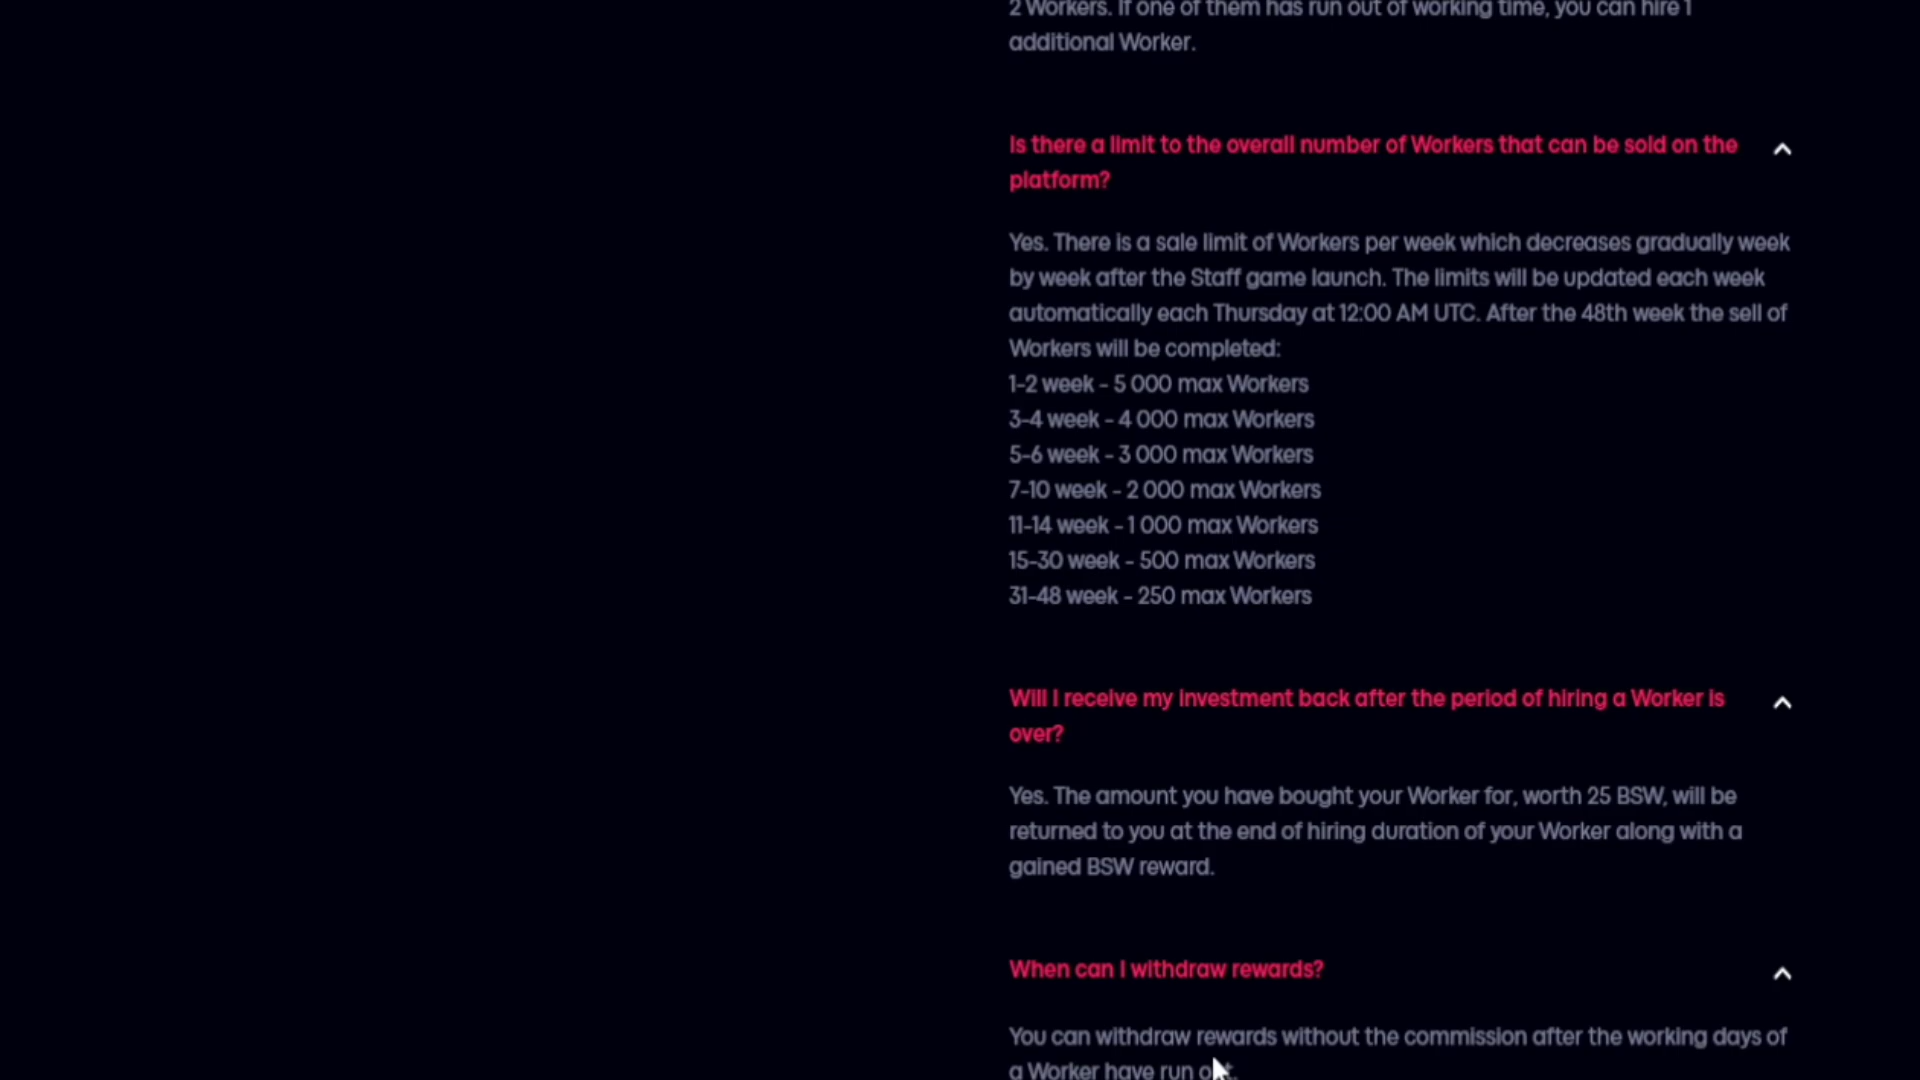 2 Workers. If one of them has run out of working time, you can hire 1
additional Worker.
Is there a limit to the overall number of Workers that can be sold on the
platform?
Yes. There is a sale limit of Workers per week which decreases gradually week
by week after the Staff game launch. The limits will be updated each week
automatically each Thursday at 12:00 AM UTC. After the 48th week the sell of
Workers will be completed:
1-2 week - 5 000 max Workers
3-4 week - 4 000 max Workers
5-6 week - 3 000 max Workers
7-10 week - 2 000 max Workers
11-14 week - 1 000 max Workers
15-30 week - 500 max Workers
31-48 week - 250 max Workers
Will I receive my investment back after the period of hiring a Worker is
over?
Yes. The amount you have bought your Worker for, worth 25 BSW, will be
returned to you at the end of hiring duration of your Worker along with a
gained BSW reward.
When can I withdraw rewards?
You can withdraw rewards without the commission after the working days of
a Worker have run out.